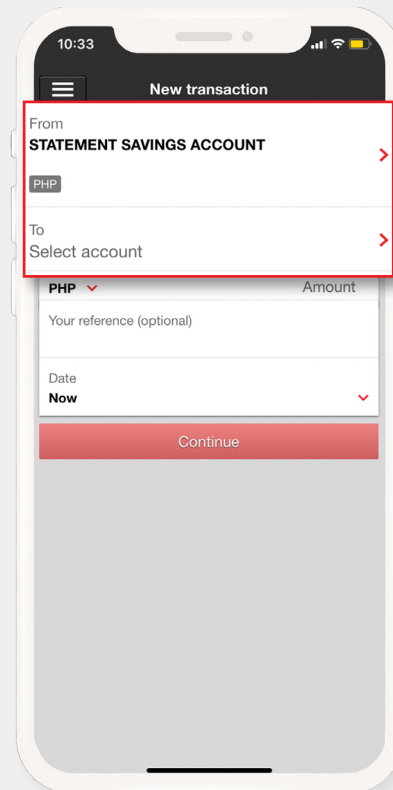 10:33
New transaction
From
STATEMENT SAVINGS ACCOUNT
PHP
To
Select account
PHP Amount
Your reference (optional)
Date
Now
Continue